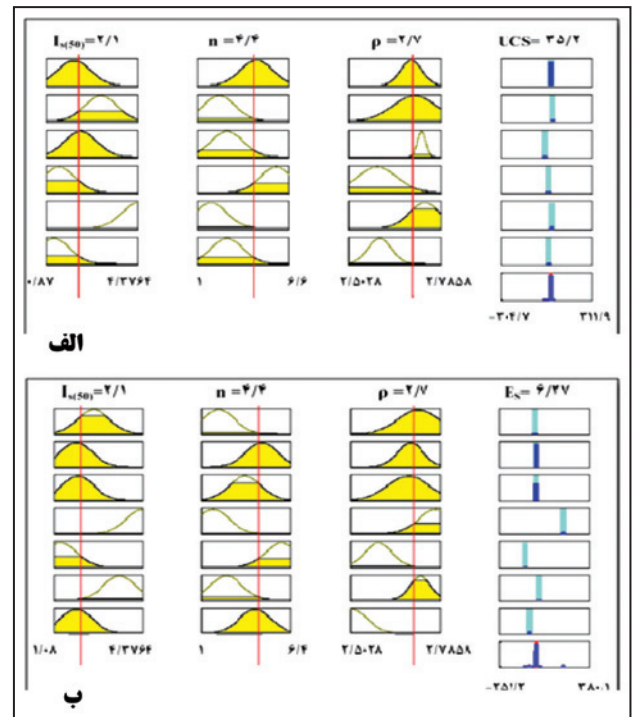 Iₛ₍₅₀₎=۲/۱ n =۴/۴ ρ =۲/۷ UCS= ۳۵/۲
۰/۸۷ ۴/۳۷۶۴ ۱ ۶/۶ ۲/۵۰۲۸ ۲/۷۸۵۸ -۳۰۴/۷ ۳۱۱/۹
الف
Iₛ₍₅₀₎=۲/۱ n =۴/۴ ρ =۲/۷ Eₛ= ۶/۳۷
۱/۰۸ ۴/۳۷۶۴ ۱ ۶/۴ ۲/۵۰۲۸ ۲/۷۸۵۸ -۲۵۱/۲ ۳۸۰.۱
ب